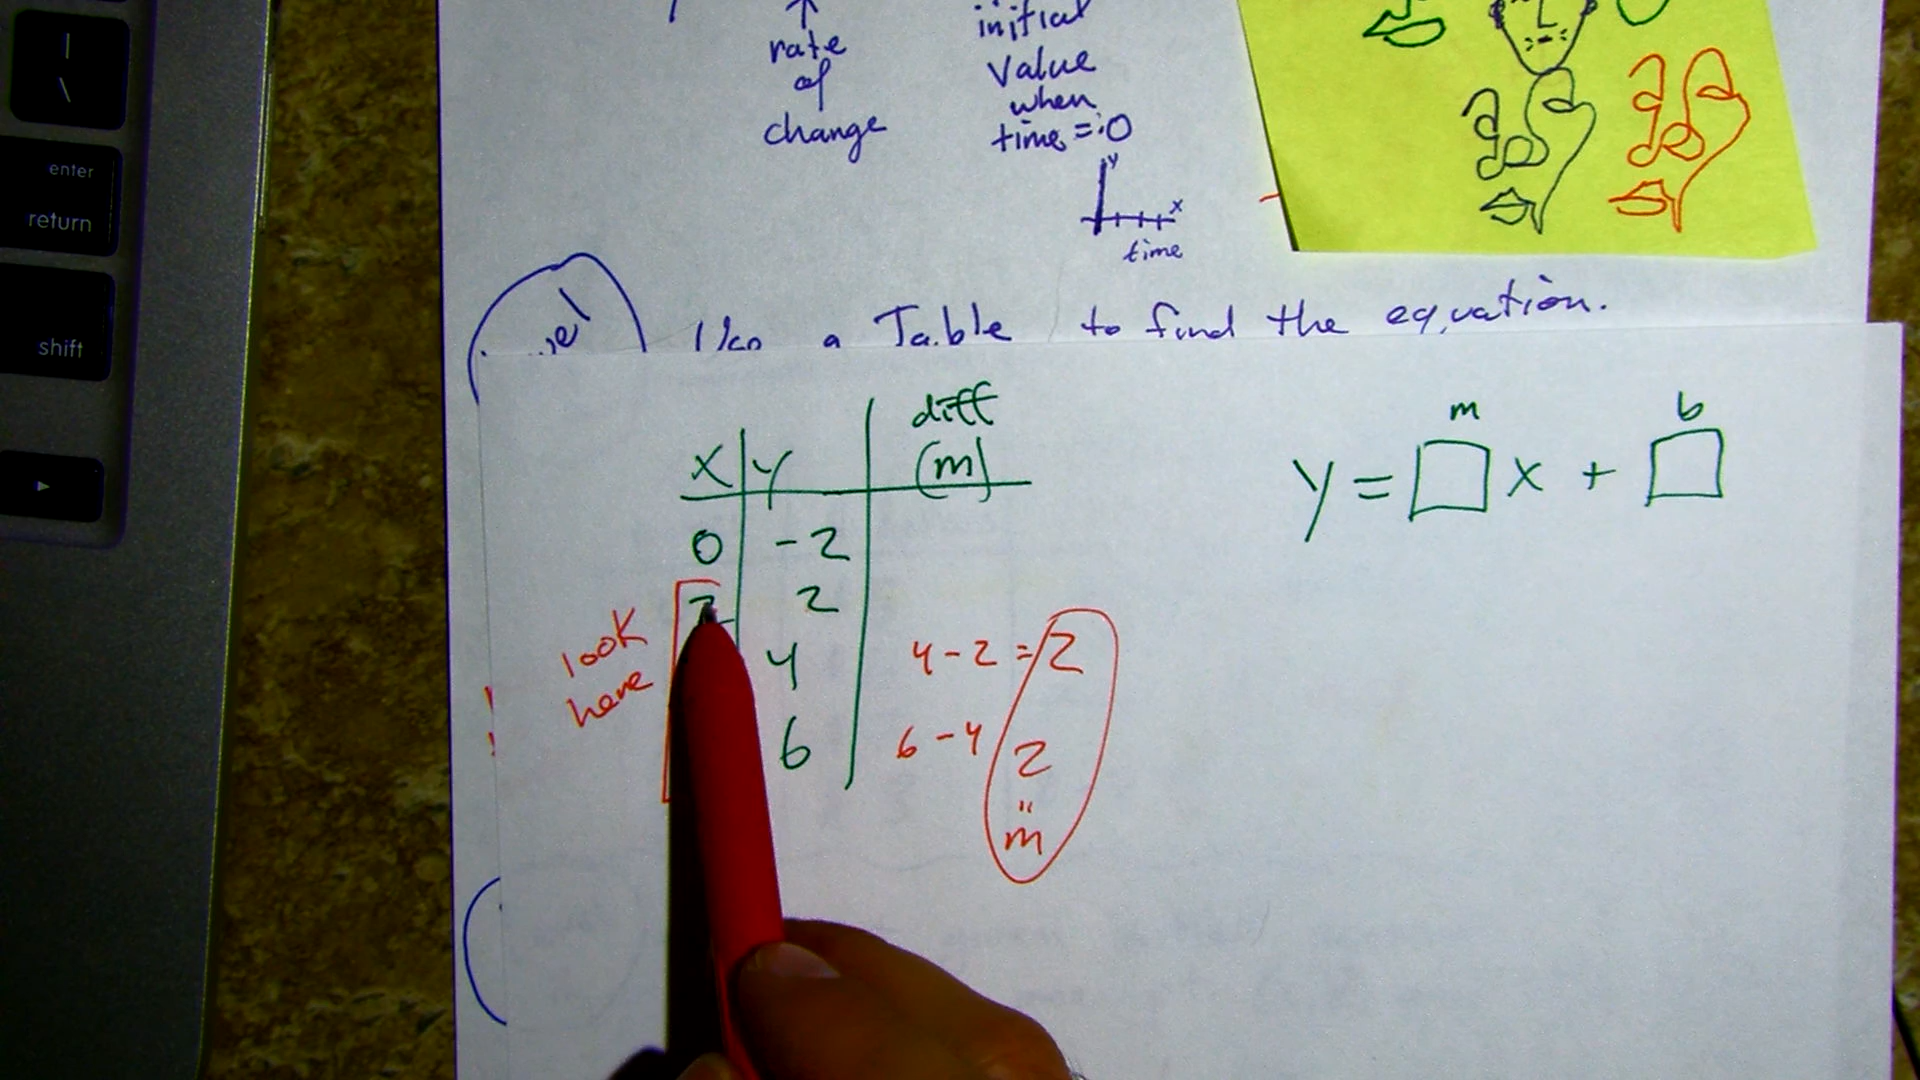 |
\
enter
return
shift
rate
of
change
initial
value
when
time = 0
y
x
time
Use a Table to find the equation.
x y diff (m)
0 -2
2 2
4 4 - 2 = 2
6 6 - 4 2
"
m
look
here
m b
y = □ x + □